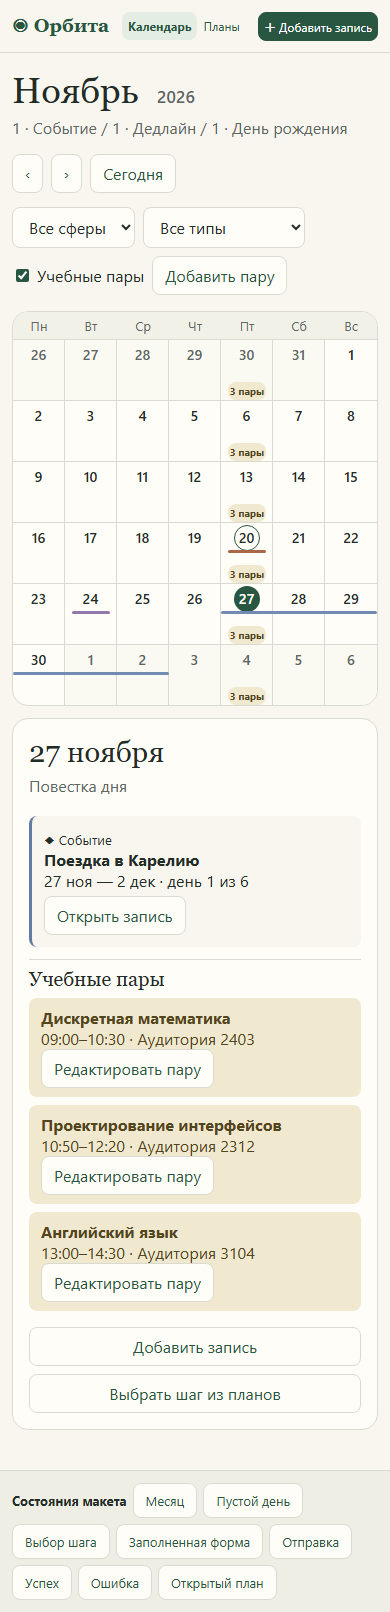 Орбита Календарь Планы + Добавить запись
Ноябрь 2026
1 · Событие / 1 · Дедлайн / 1 · День рождения
‹ › Сегодня
Все сферы Все типы
Учебные пары Добавить пару
Пн Вт Ср Чт Пт Сб Вс
26 27 28 29 30 31 1
3 пары
2 3 4 5 6 7 8
3 пары
9 10 11 12 13 14 15
3 пары
16 17 18 19 20 21 22
3 пары
23 24 25 26 27 28 29
3 пары
30 1 2 3 4 5 6
3 пары
27 ноября
Повестка дня
◆ Событие
Поездка в Карелию
27 ноя — 2 дек · день 1 из 6
Открыть запись
Учебные пары
Дискретная математика
09:00–10:30 · Аудитория 2403
Редактировать пару
Проектирование интерфейсов
10:50–12:20 · Аудитория 2312
Редактировать пару
Английский язык
13:00–14:30 · Аудитория 3104
Редактировать пару
Добавить запись
Выбрать шаг из планов
Состояния макета Месяц Пустой день
Выбор шага Заполненная форма Отправка
Успех Ошибка Открытый план